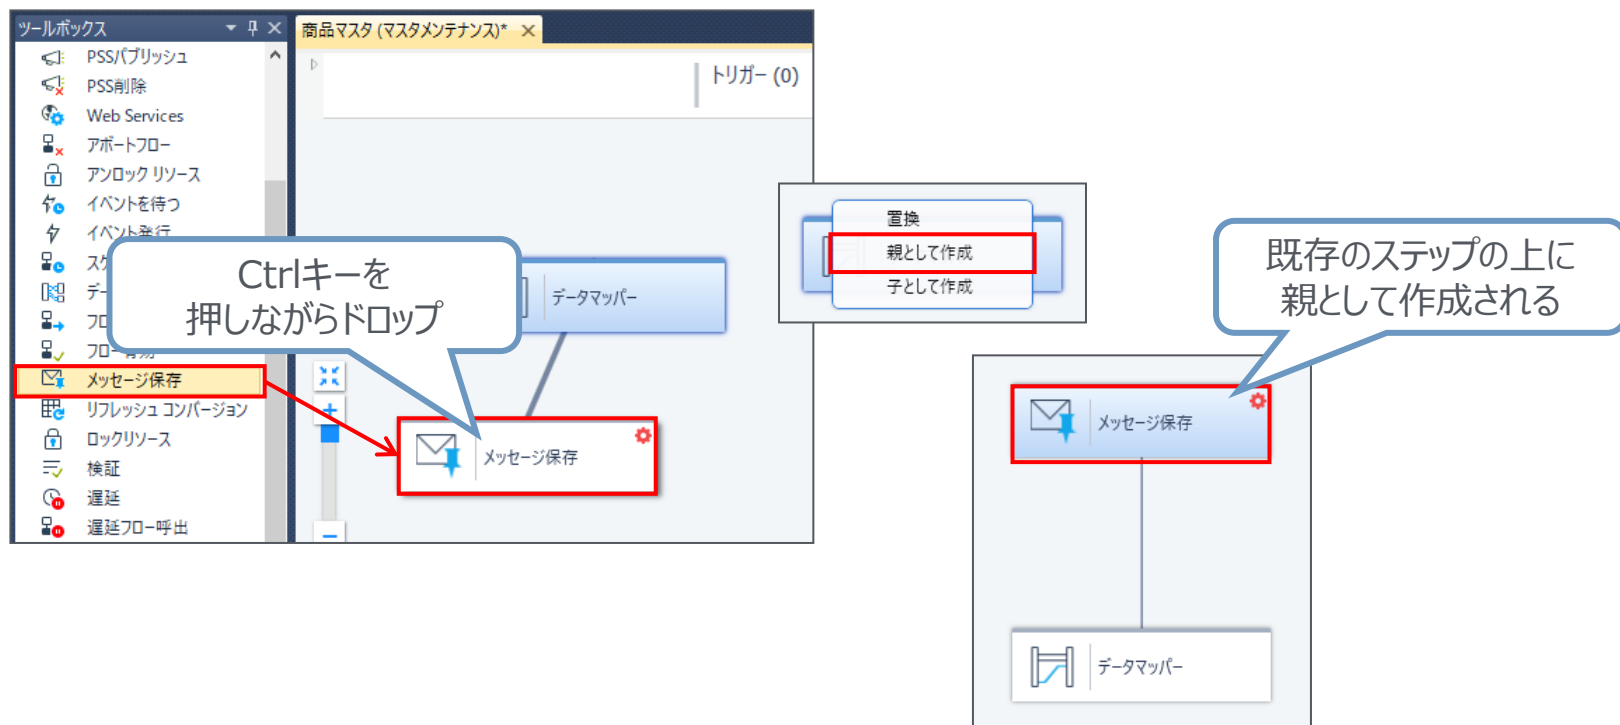 ツールボックス
商品マスタ (マスタメンテナンス)*
PSSパブリッシュ
PSS削除
Web Services
アボートフロー
アンロック リソース
イベントを待つ
イベント発行
メッセージ保存
リフレッシュ コンバージョン
ロックリソース
検証
遅延
遅延フロー呼出
トリガー (0)
Ctrlキーを
押しながらドロップ
データマッパー
メッセージ保存
置換
親として作成
子として作成
既存のステップの上に
親として作成される
メッセージ保存
データマッパー